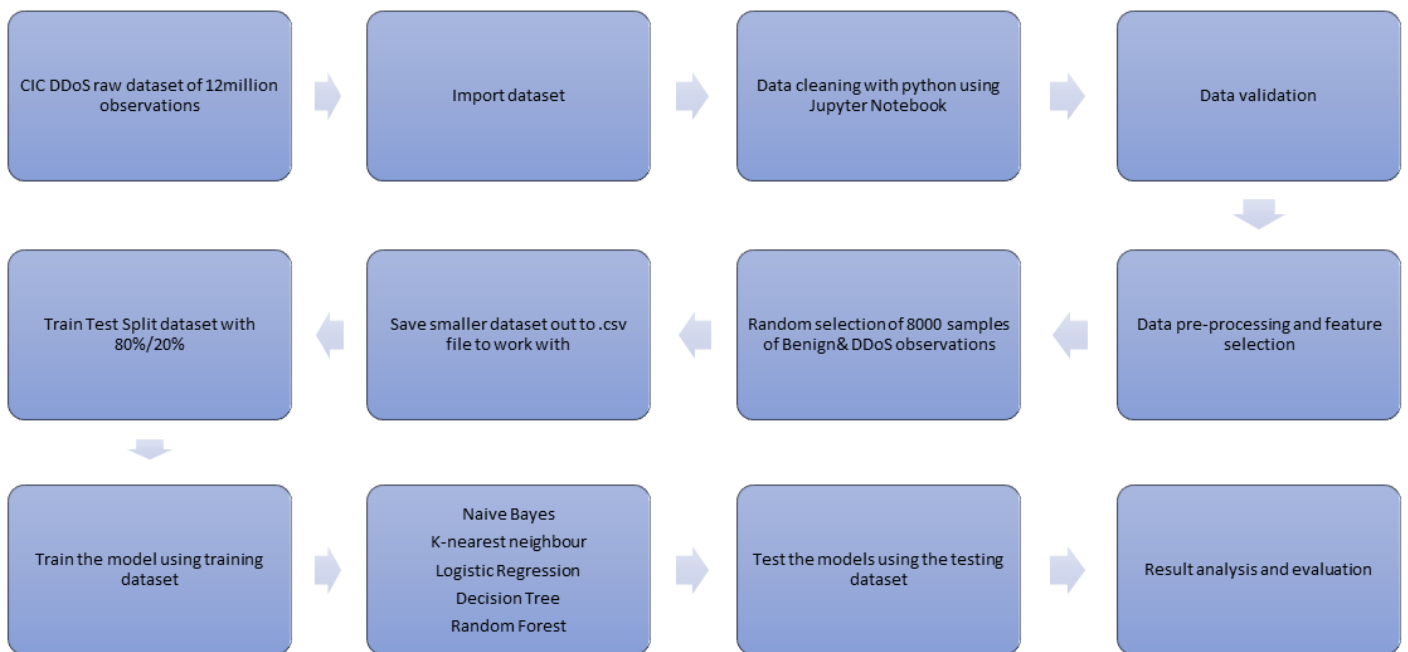 CIC DDoS raw dataset of 12million
observations
Import dataset
Data cleaning with python using
Jupyter Notebook
Data validation
Data pre-processing and feature
selection
Random selection of 8000 samples
of Benign& DDoS observations
Save smaller dataset out to .csv
file to work with
Train Test Split dataset with
80%/20%
Train the model using training
dataset
Naive Bayes
K-nearest neighbour
Logistic Regression
Decision Tree
Random Forest
Test the models using the testing
dataset
Result analysis and evaluation